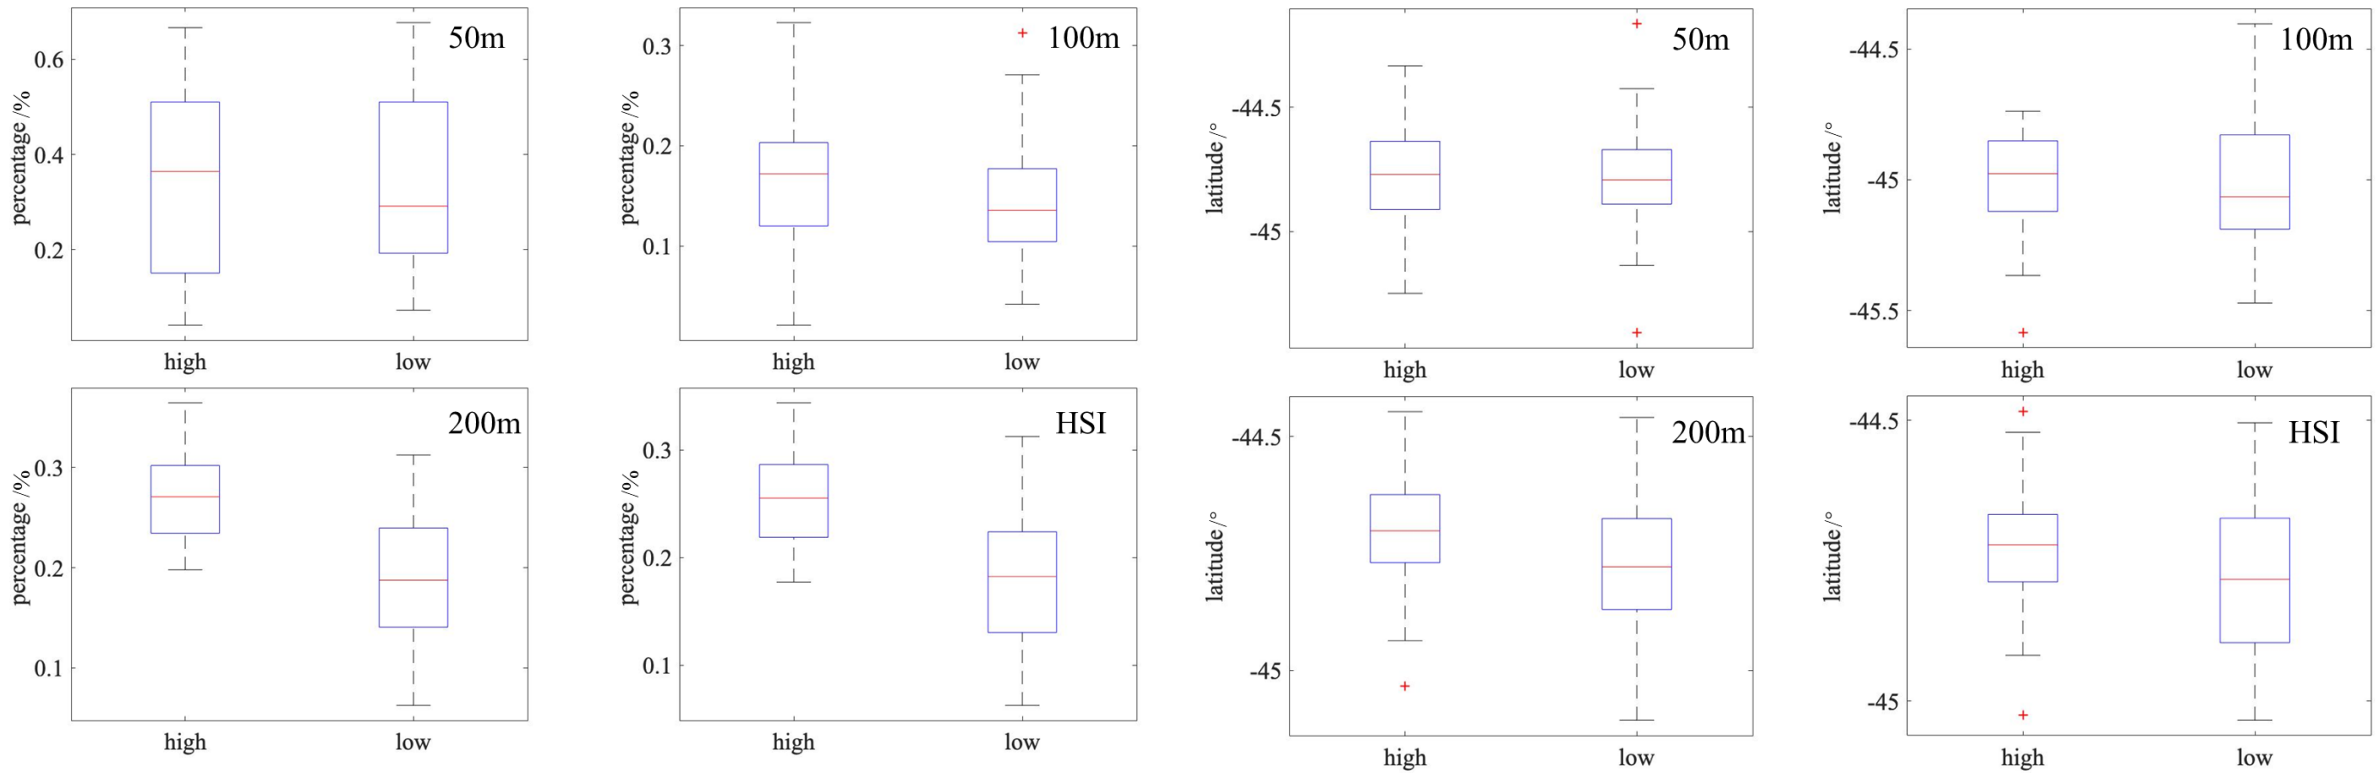 50m
percentage /%
0.6
0.4
0.2
high low
100m
percentage /%
0.3
0.2
0.1
high low
50m
latitude/°
-44.5
-45
high low
100m
latitude/°
-44.5
-45
-45.5
high low
200m
percentage /%
0.3
0.2
0.1
high low
HSI
percentage /%
0.3
0.2
0.1
high low
200m
latitude/°
-44.5
-45
high low
HSI
latitude/°
-44.5
-45
high low